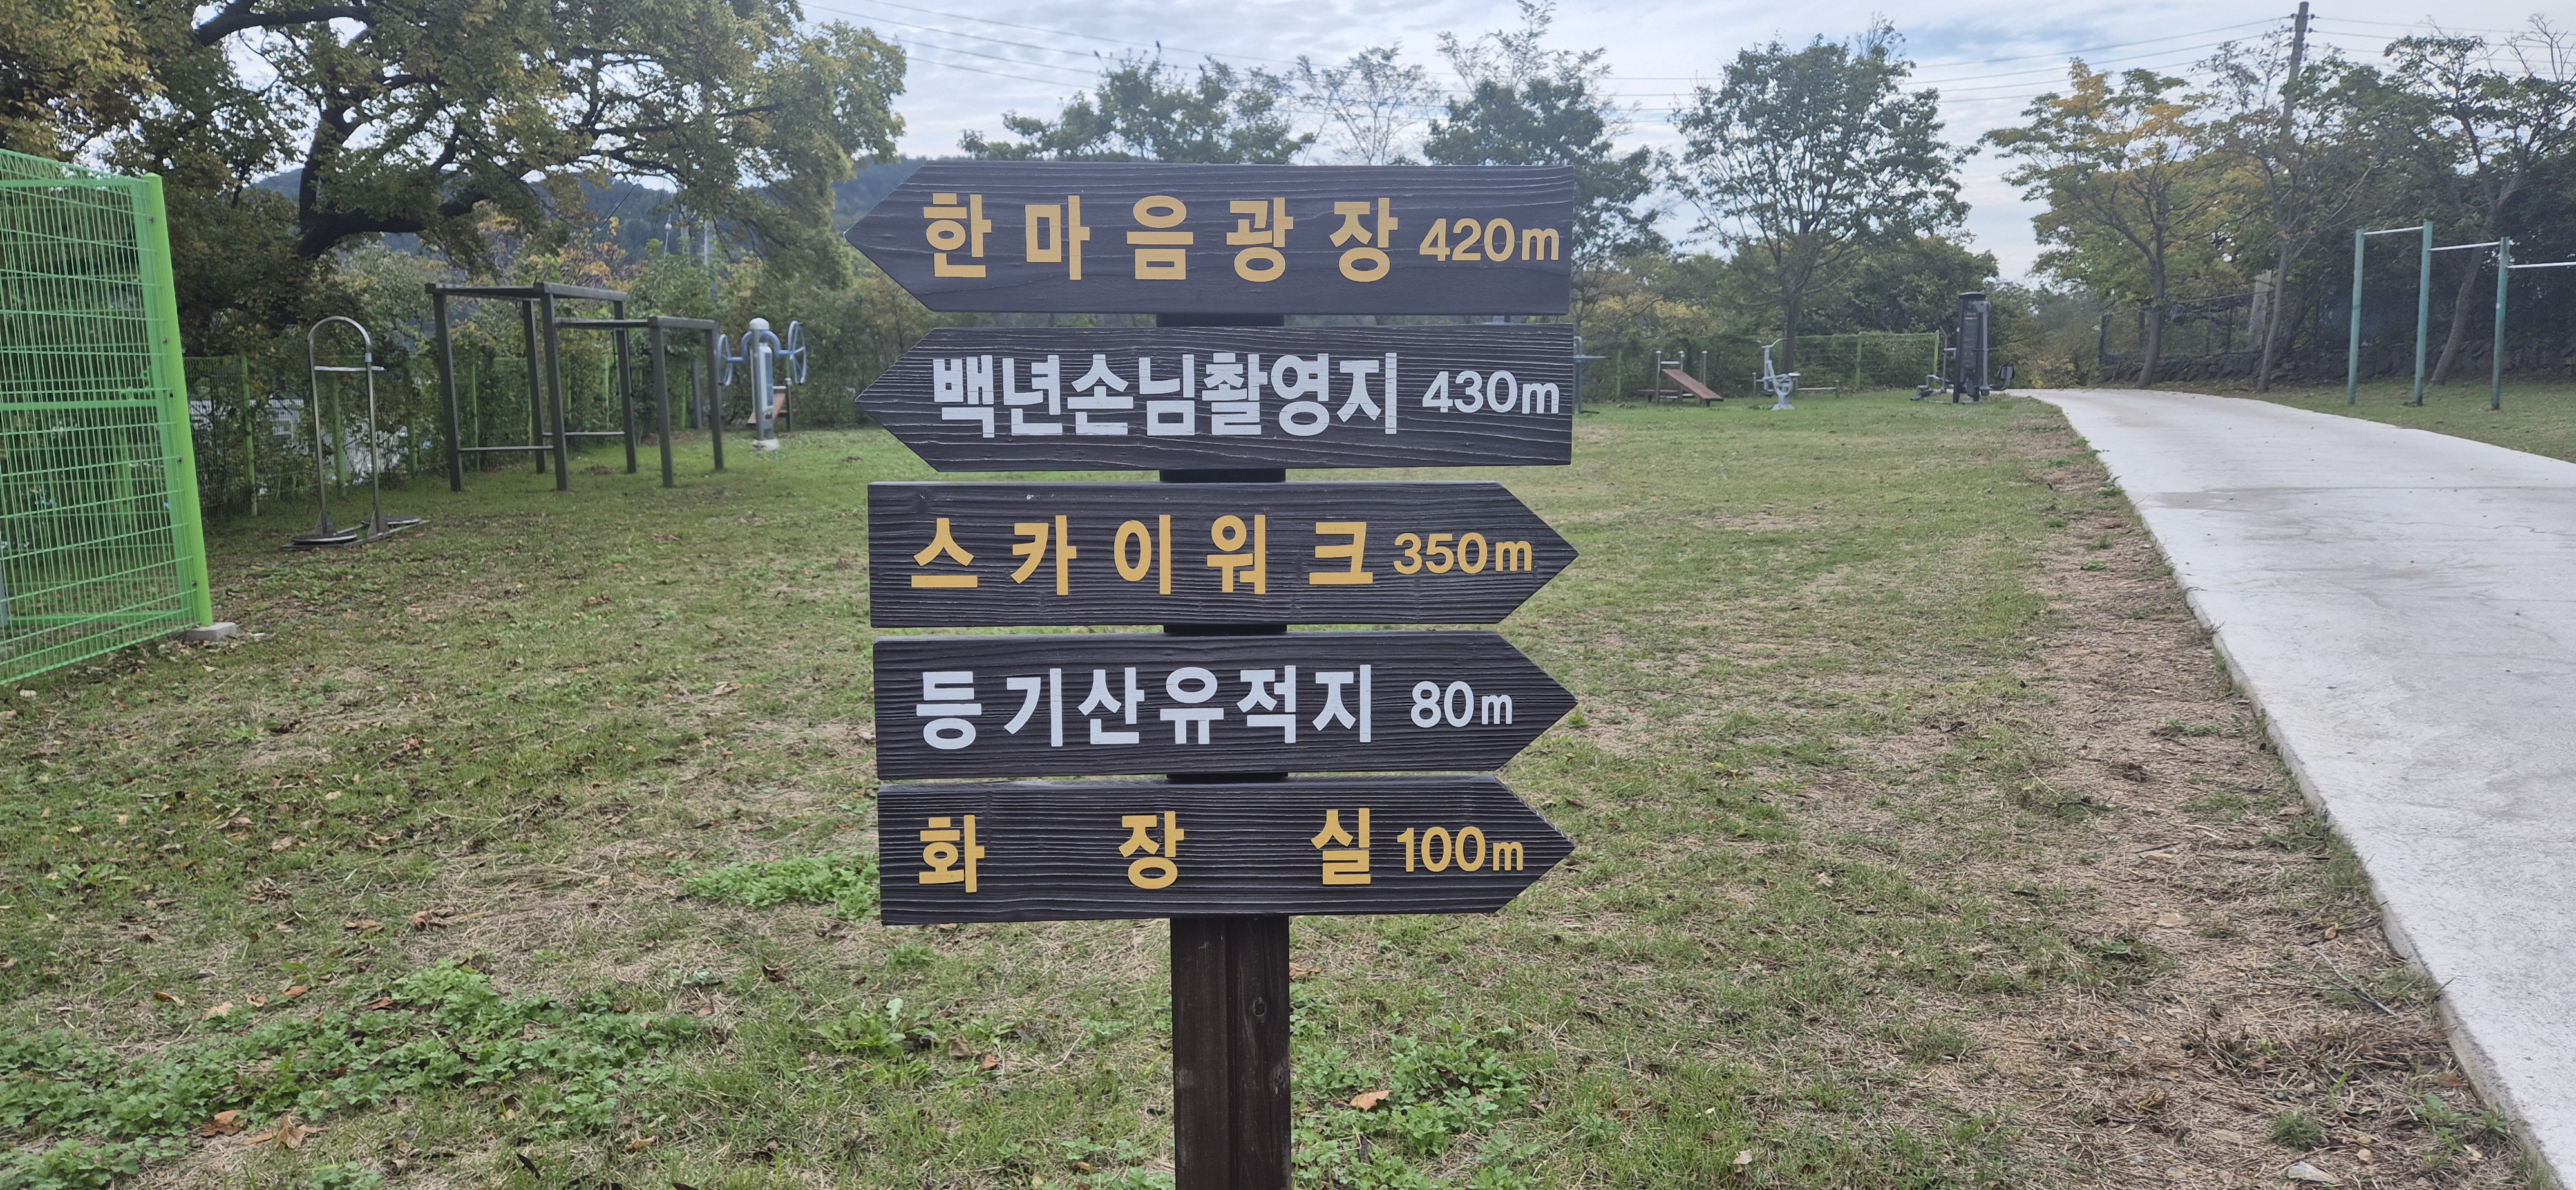 한마음광장 420m
백년손님촬영지 430m
스카이워크 350m
등기산유적지 80m
화장실 100m